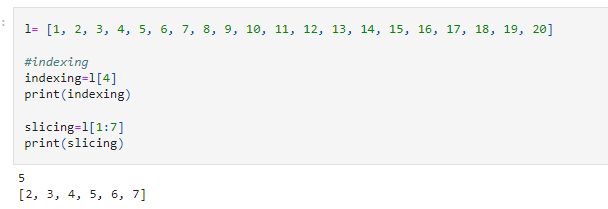 l= [1, 2, 3, 4, 5, 6, 7, 8, 9, 10, 11, 12, 13, 14, 15, 16, 17, 18, 19, 20]
#indexing
indexing=l[4]
print(indexing)
slicing=l[1:7]
print(slicing)
5
[2, 3, 4, 5, 6, 7]